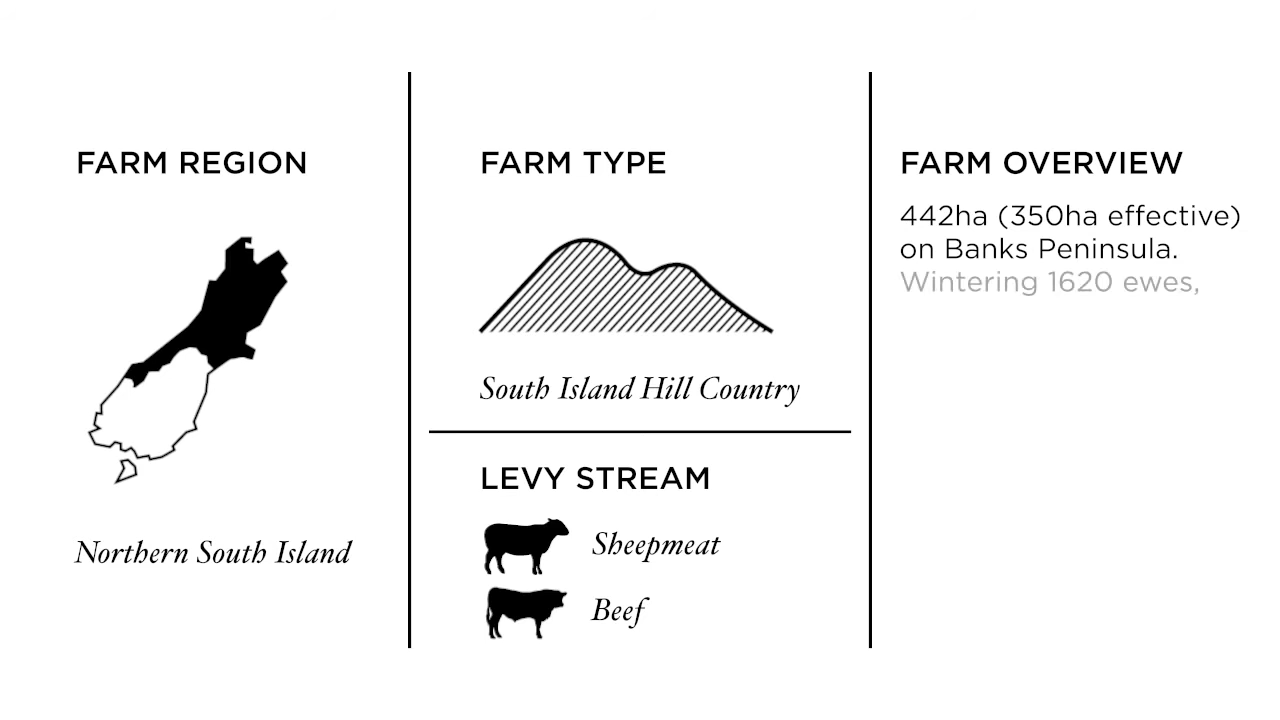 FARM REGION
Northern South Island
FARM TYPE
South Island Hill Country
LEVY STREAM
Sheepmeat
Beef
FARM OVERVIEW
442ha (350ha effective)
on Banks Peninsula.
Wintering 1620 ewes,